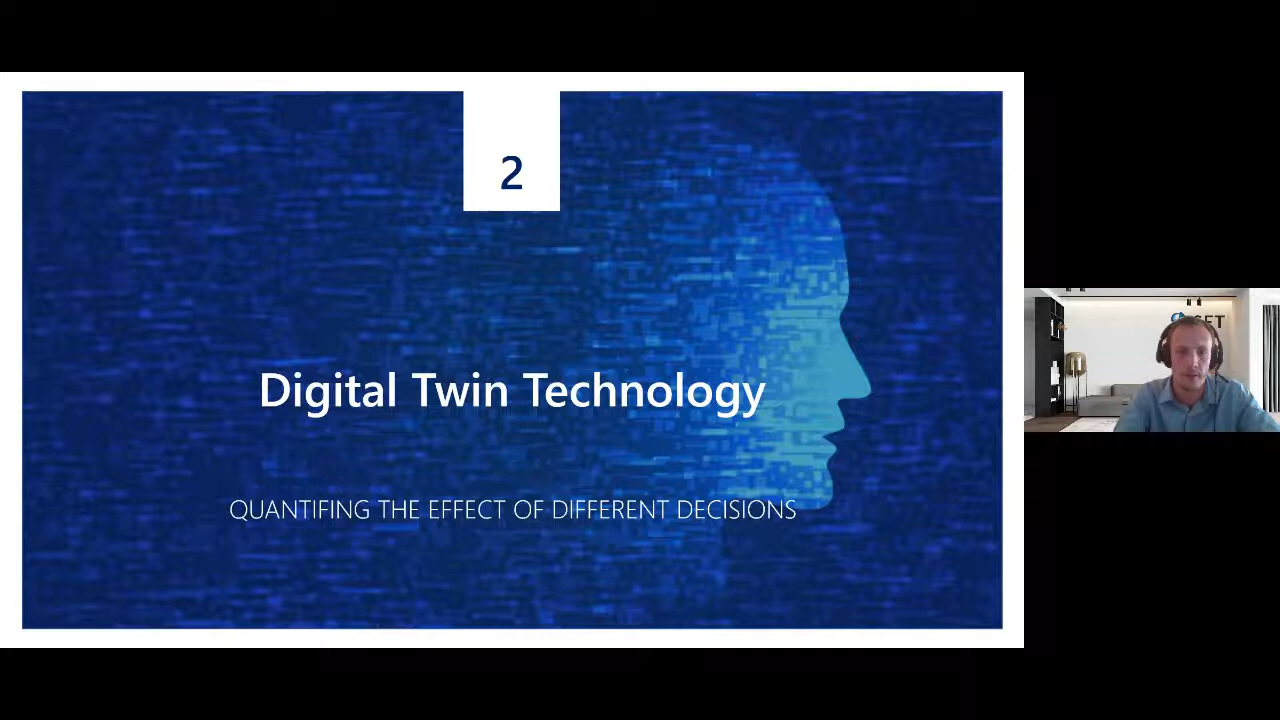 2
Digital Twin Technology
QUANTIFING THE EFFECT OF DIFFERENT DECISIONS